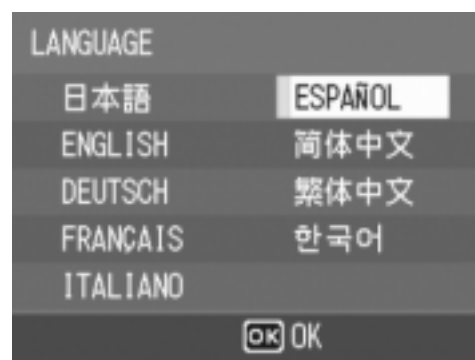 LANGUAGE
日本語 ESPAÑOL
ENGLISH 简体中文
DEUTSCH 繁体中文
FRANÇAIS 한국어
ITALIANO
OK OK